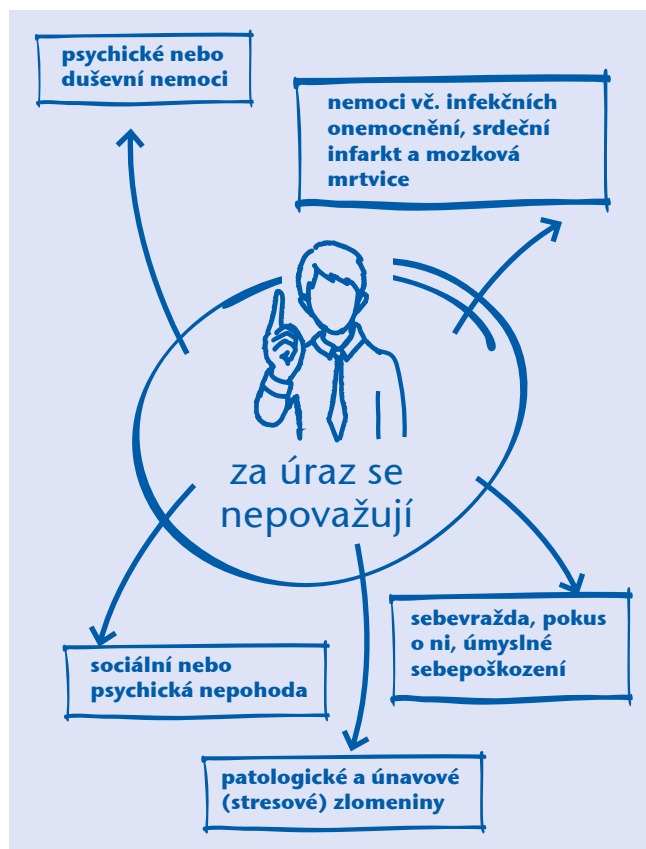 psychické nebo
duševní nemoci
nemoci vč. infekčních
onemocnění, srdeční
infarkt a mozková
mrtvice
za úraz se
nepovažují
sebevražda, pokus
o ni, úmyslné
sebepoškození
sociální nebo
psychická nepohoda
patologické a únavové
(stresové) zlomeniny